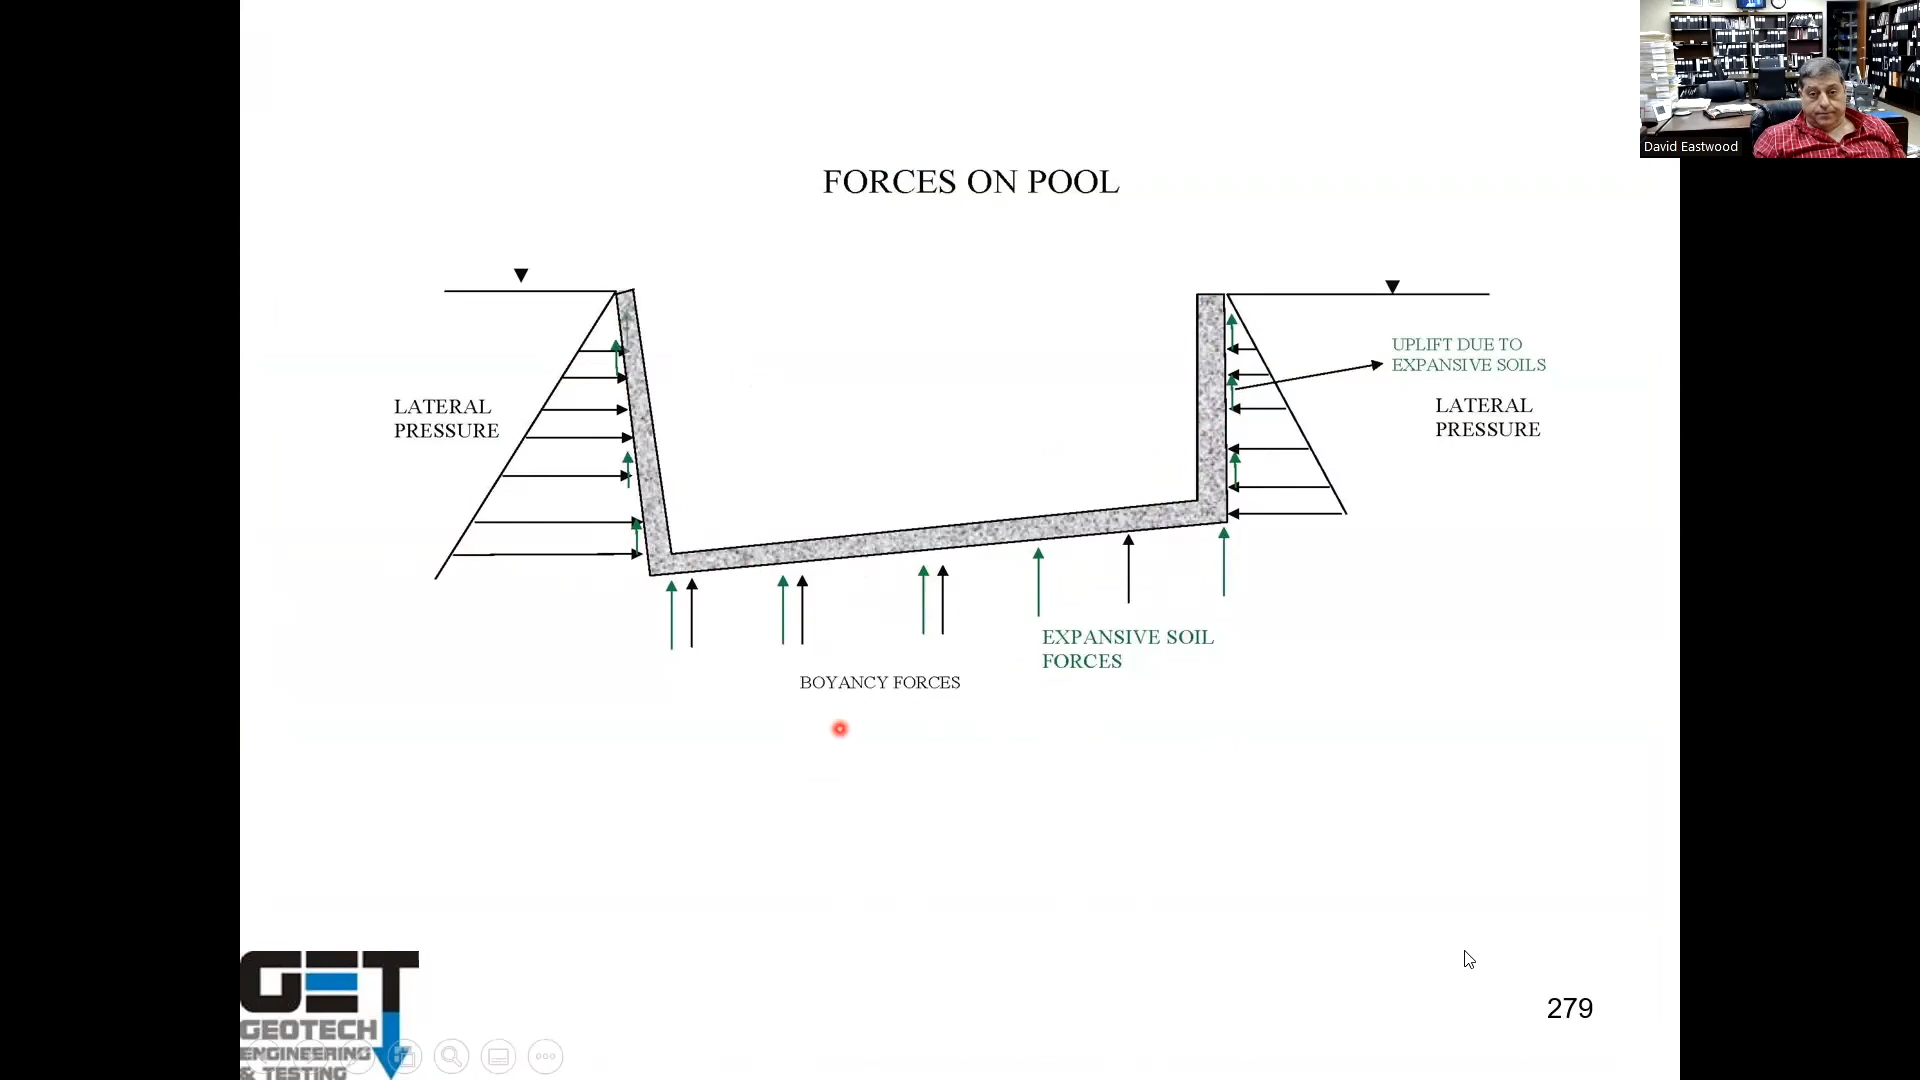 David Eastwood
FORCES ON POOL
UPLIFT DUE TO
EXPANSIVE SOILS
LATERAL
PRESSURE
LATERAL
PRESSURE
EXPANSIVE SOIL
FORCES
BOYANCY FORCES
GET
GEOTECH
ENGINEERING
& TESTING
279